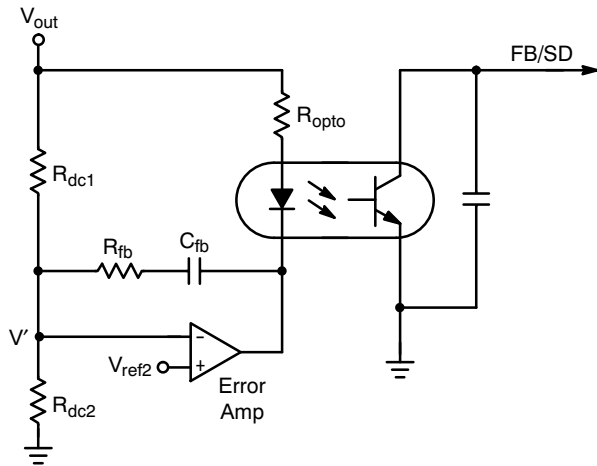 Vout
FB/SD
Ropto
Rdc1
Rfb
Cfb
V′
−
Vref2
+
Error
Amp
Rdc2